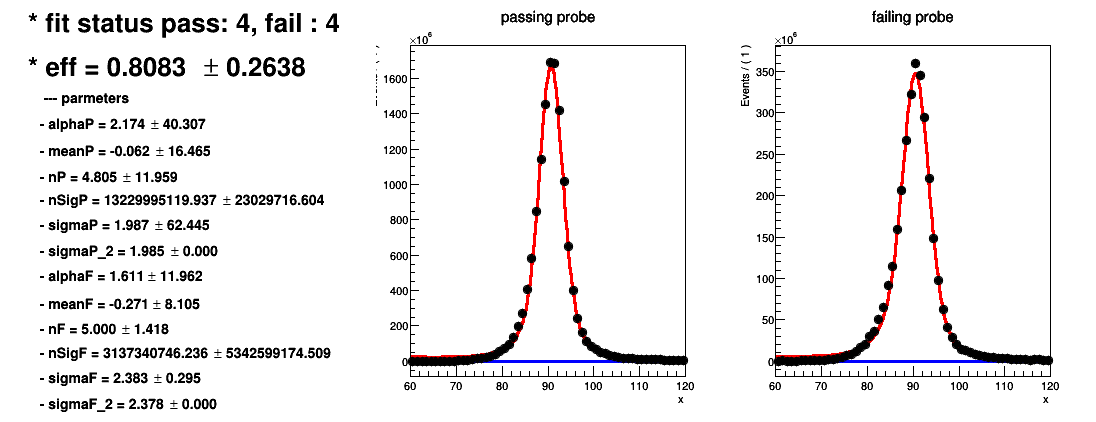 * fit status pass: 4, fail : 4
* eff = 0.8083 ± 0.2638
--- parmeters
- alphaP = 2.174 ± 40.307
- meanP = -0.062 ± 16.465
- nP = 4.805 ± 11.959
- nSigP = 13229995119.937 ± 23029716.604
- sigmaP = 1.987 ± 62.445
- sigmaP_2 = 1.985 ± 0.000
- alphaF = 1.611 ± 11.962
- meanF = -0.271 ± 8.105
- nF = 5.000 ± 1.418
- nSigF = 3137340746.236 ± 5342599174.509
- sigmaF = 2.383 ± 0.295
- sigmaF_2 = 2.378 ± 0.000
passing probe
×10⁶
1600
1400
1200
1000
800
600
400
200
0
60 70 80 90 100 110 120
x
failing probe
×10⁶
Events / ( 1 )
350
300
250
200
150
100
50
0
60 70 80 90 100 110 120
x